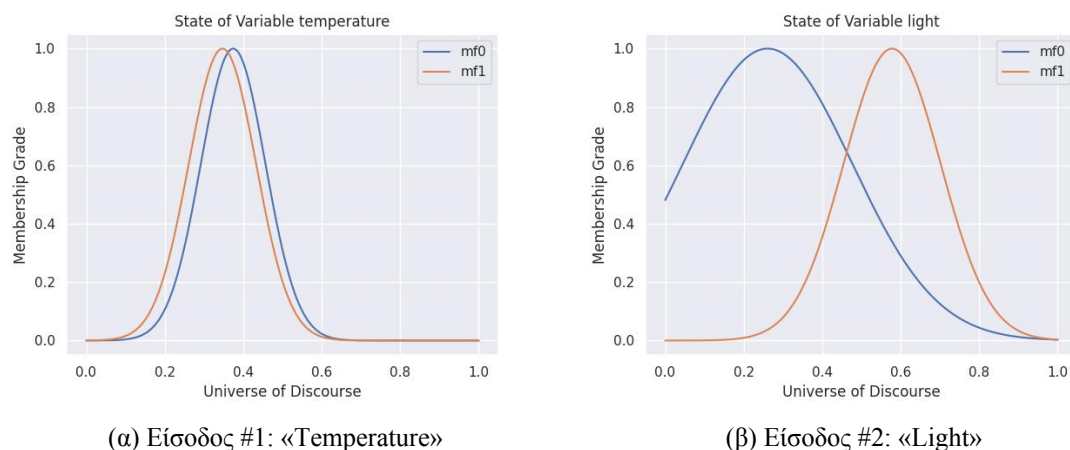 State of Variable temperature
1.0
0.8
0.6
0.4
0.2
0.0
Membership Grade
mf0
mf1
0.0 0.2 0.4 0.6 0.8 1.0
Universe of Discourse
(α) Είσοδος #1: «Temperature»
State of Variable light
1.0
0.8
0.6
0.4
0.2
0.0
Membership Grade
mf0
mf1
0.0 0.2 0.4 0.6 0.8 1.0
Universe of Discourse
(β) Είσοδος #2: «Light»